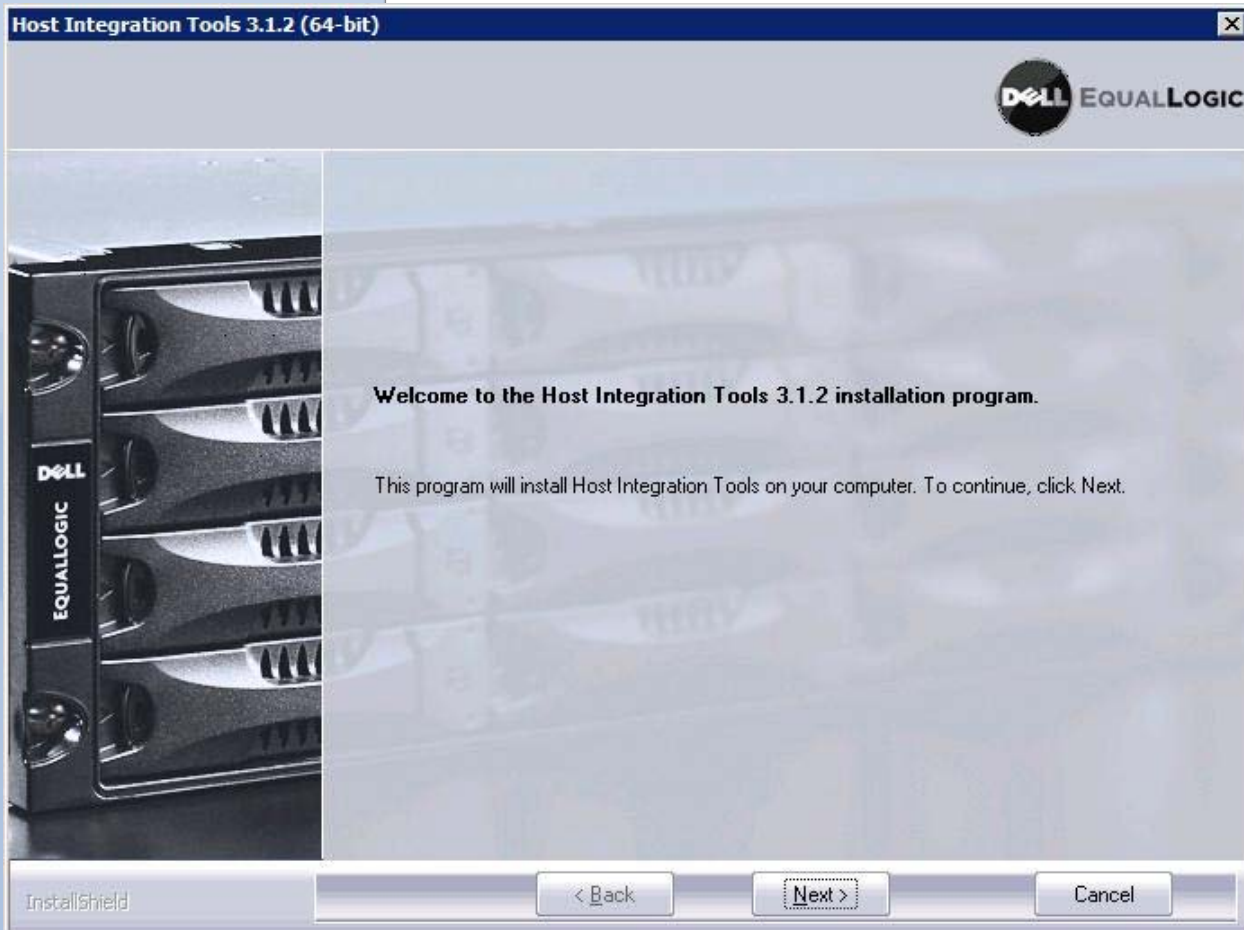 Host Integration Tools 3.1.2 (64-bit)
DELL EQUALLOGIC
DELL
EQUALLOGIC
Welcome to the Host Integration Tools 3.1.2 installation program.
This program will install Host Integration Tools on your computer. To continue, click Next.
InstallShield
< Back
Next >
Cancel